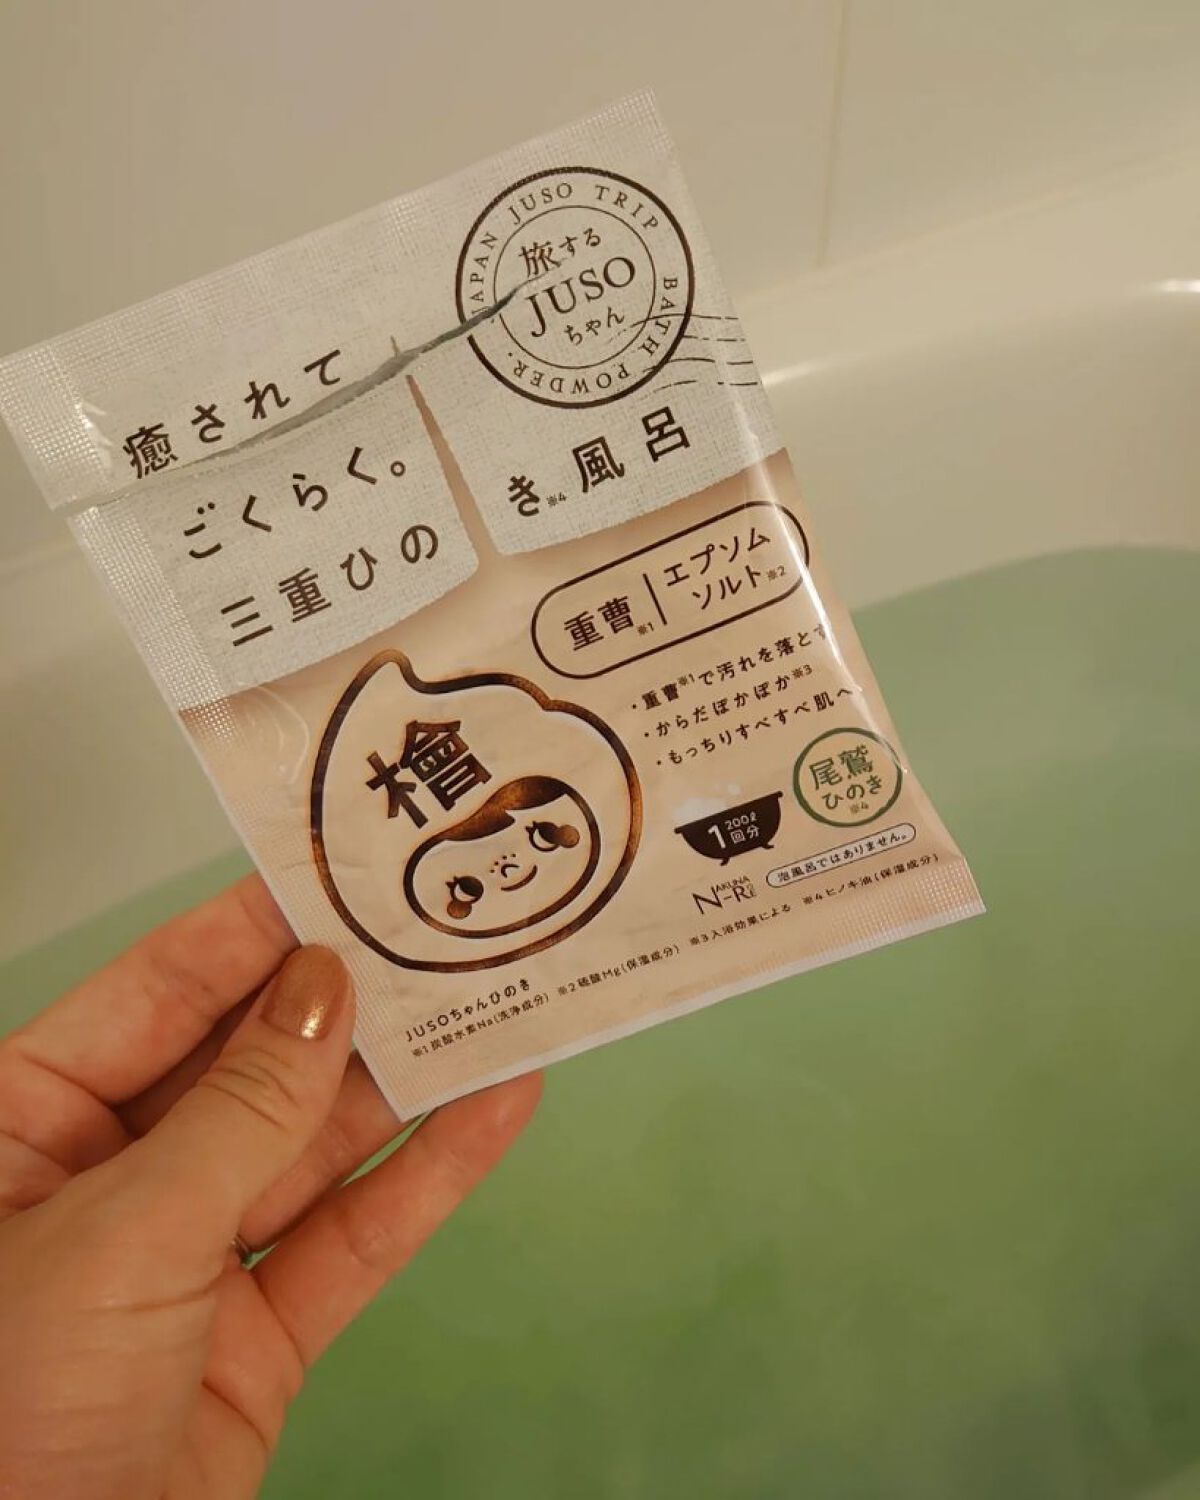 JAPAN JUSO TRIP
BATH POWDER.
旅する
JUSO
ちゃん
癒されて
ごくらく。
三重ひのき※4風呂
重曹※1
エプソム
ソルト※2
・重曹※1で汚れを落とす
・からだぽかぽか※3
・もっちりすべすべ肌へ
檜
尾鷲
ひのき
※4
200ℓ
1回分
泡風呂ではありません。
NAKUNA-RE
JUSOちゃんひのき
※1炭酸水素Na(洗浄成分) ※2硫酸Mg(保湿成分) ※3入浴効果による ※4ヒノキ油(保湿成分)